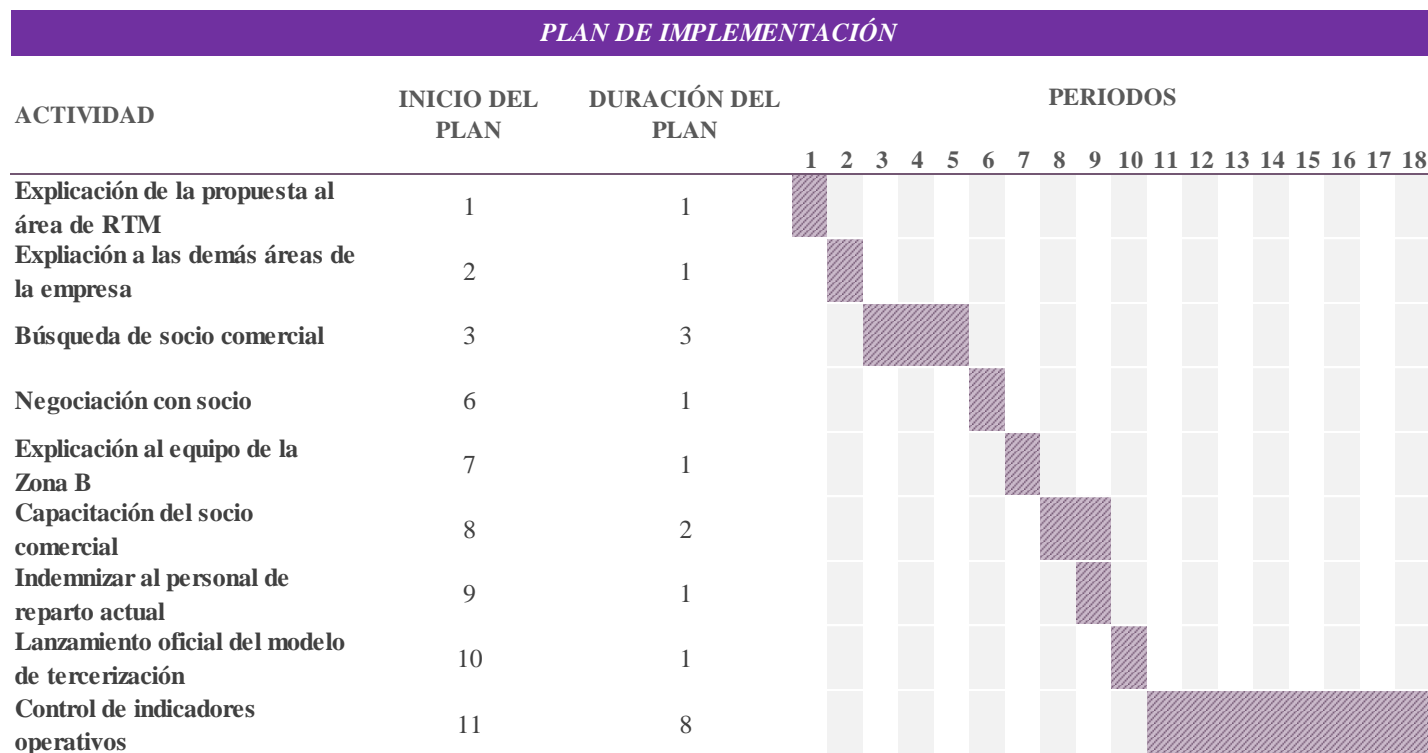 PLAN DE IMPLEMENTACIÓN
ACTIVIDAD
INICIO DEL
PLAN
DURACIÓN DEL
PLAN
PERIODOS
1 2 3 4 5 6 7 8 9 10 11 12 13 14 15 16 17 18
Explicación de la propuesta al
área de RTM
1 1
Expliación a las demás áreas de
la empresa
2 1
Búsqueda de socio comercial 3 3
Negociación con socio 6 1
Explicación al equipo de la
Zona B
7 1
Capacitación del socio
comercial
8 2
Indemnizar al personal de
reparto actual
9 1
Lanzamiento oficial del modelo
de tercerización
10 1
Control de indicadores
operativos
11 8